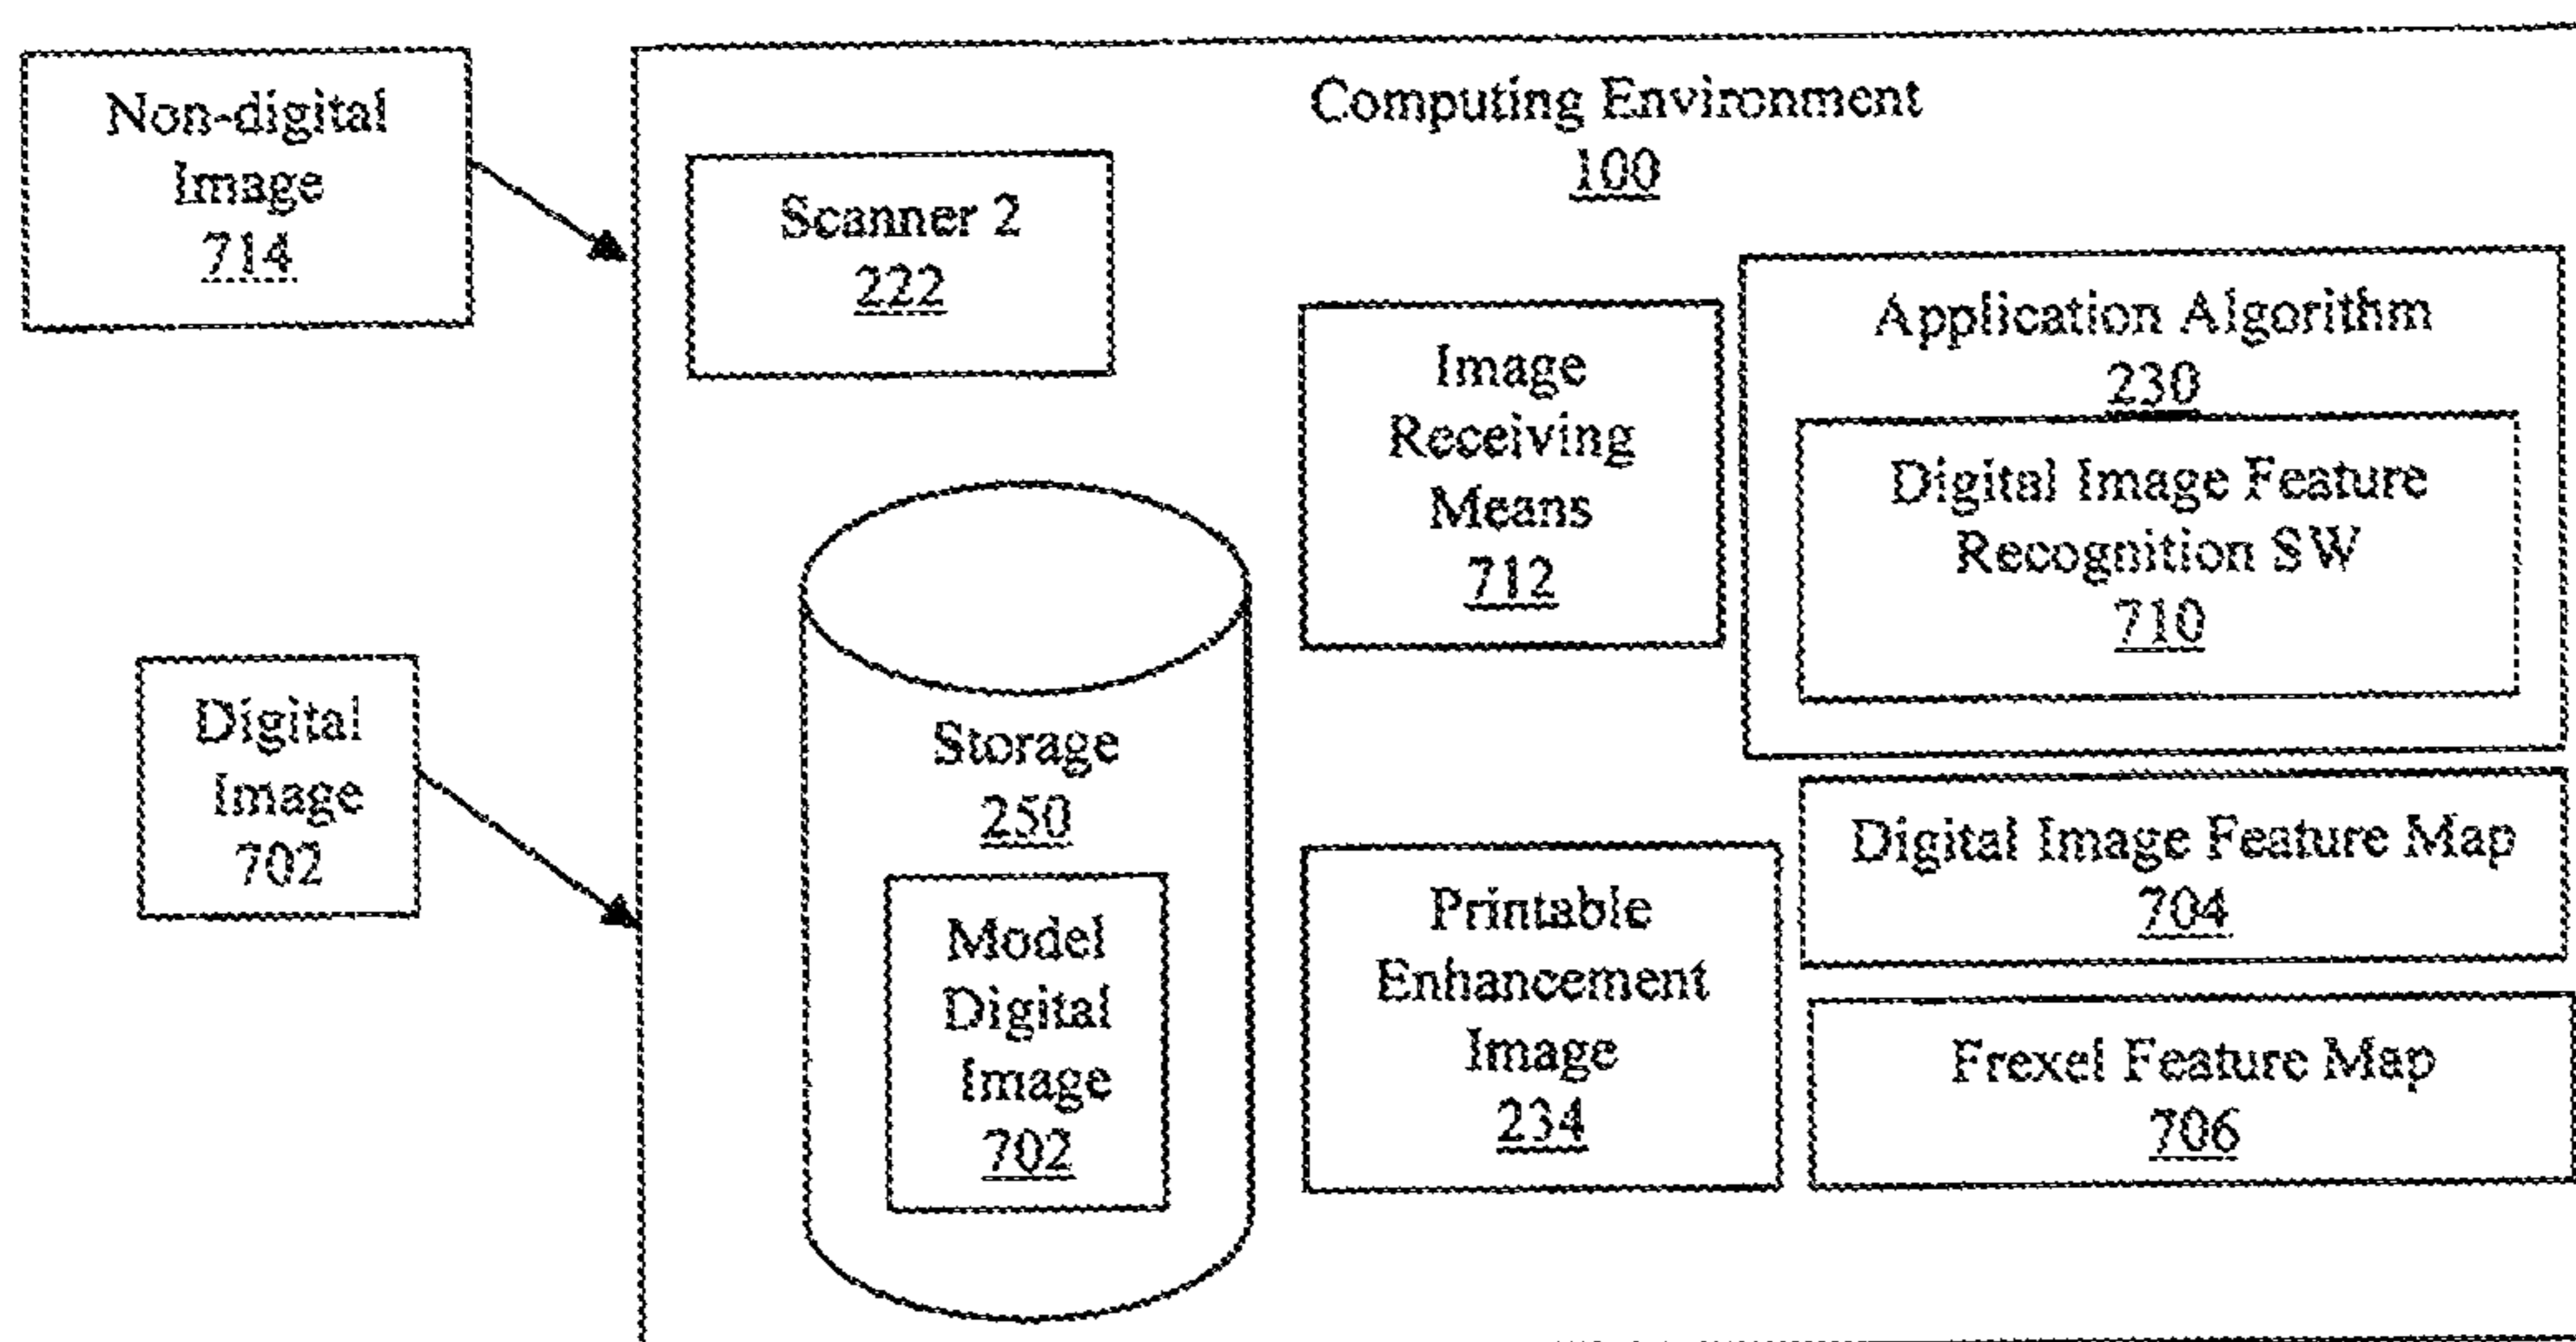 Non-digital
Image
714
Computing Environment
100
Scanner 2
222
Application Algorithm
230
Digital Image Feature
Recognition SW
710
Image
Receiving
Means
712
Digital
Image
702
Storage
250
Model
Digital
Image
702
Printable
Enhancement
Image
234
Digital Image Feature Map
704
Frexel Feature Map
706